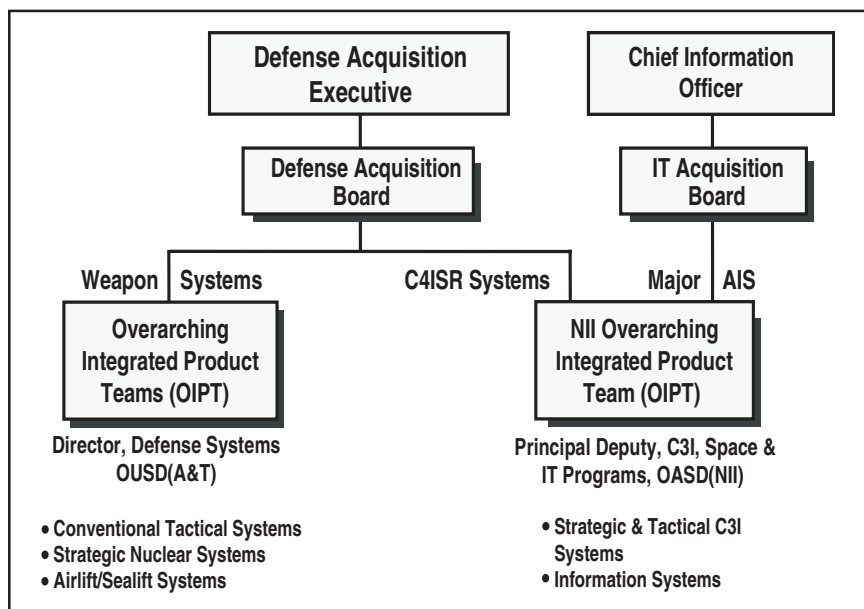 Defense Acquisition
Executive
Chief Information
Officer
Defense Acquisition
Board
IT Acquisition
Board
Weapon Systems
C4ISR Systems
Major AIS
Overarching
Integrated Product
Teams (OIPT)
NII Overarching
Integrated Product
Team (OIPT)
Director, Defense Systems
OUSD(A&T)
Principal Deputy, C3I, Space &
IT Programs, OASD(NII)
• Conventional Tactical Systems
• Strategic Nuclear Systems
• Airlift/Sealift Systems
• Strategic & Tactical C3I
Systems
• Information Systems